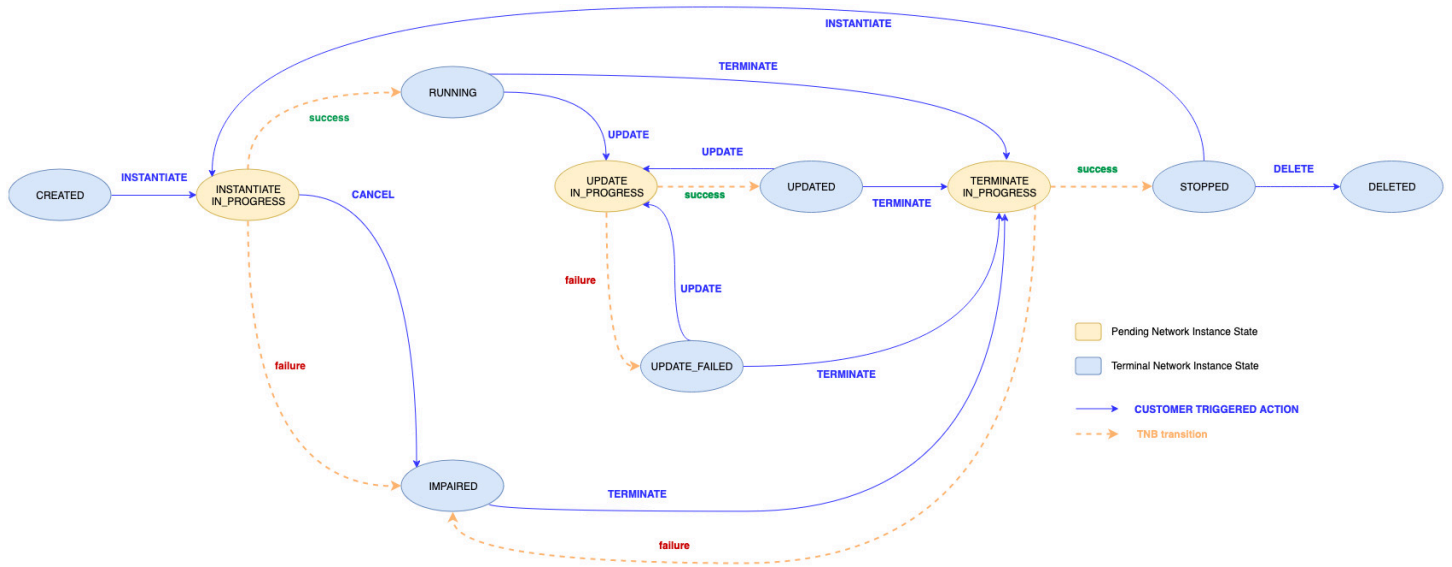 INSTANTIATE
TERMINATE
RUNNING
success
UPDATE
UPDATE
success
DELETE
CREATED
INSTANTIATE
INSTANTIATE
IN_PROGRESS
CANCEL
UPDATE
IN_PROGRESS
success
UPDATED
TERMINATE
TERMINATE
IN_PROGRESS
STOPPED
DELETED
failure
UPDATE
failure
UPDATE_FAILED
TERMINATE
Pending Network Instance State
Terminal Network Instance State
CUSTOMER TRIGGERED ACTION
TNB transition
IMPAIRED
TERMINATE
failure